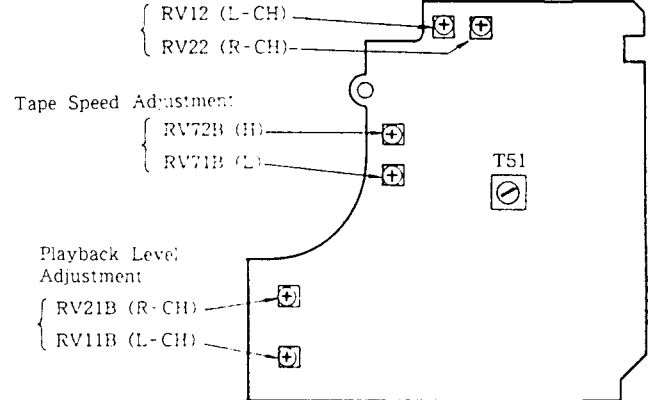 RV12 (L-CH)
RV22 (R-CH)
Tape Speed Adjustment
RV72B (H)
RV71B (L)
T51
Playback Level
Adjustment
RV21B (R-CH)
RV11B (L-CH)